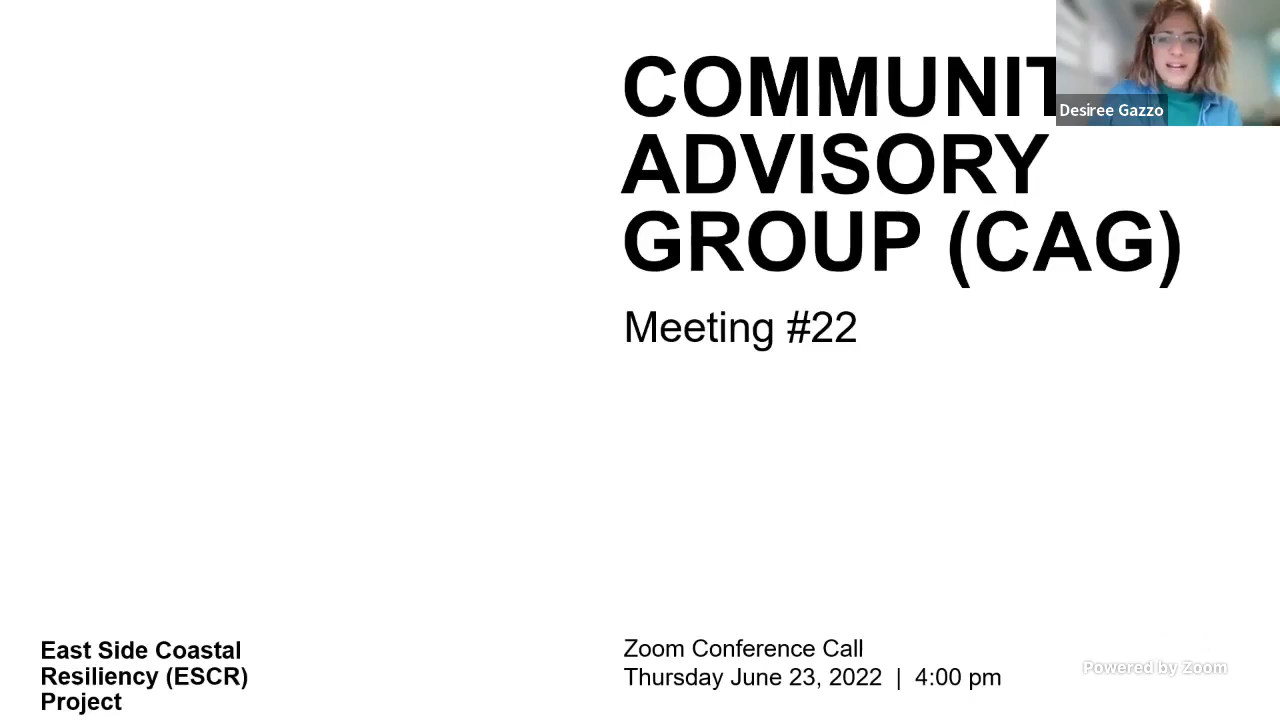 COMMUNIT
ADVISORY
GROUP (CAG)
Meeting #22
Desiree Gazzo
East Side Coastal
Resiliency (ESCR)
Project
Zoom Conference Call
Thursday June 23, 2022 | 4:00 pm
Powered by Zoom